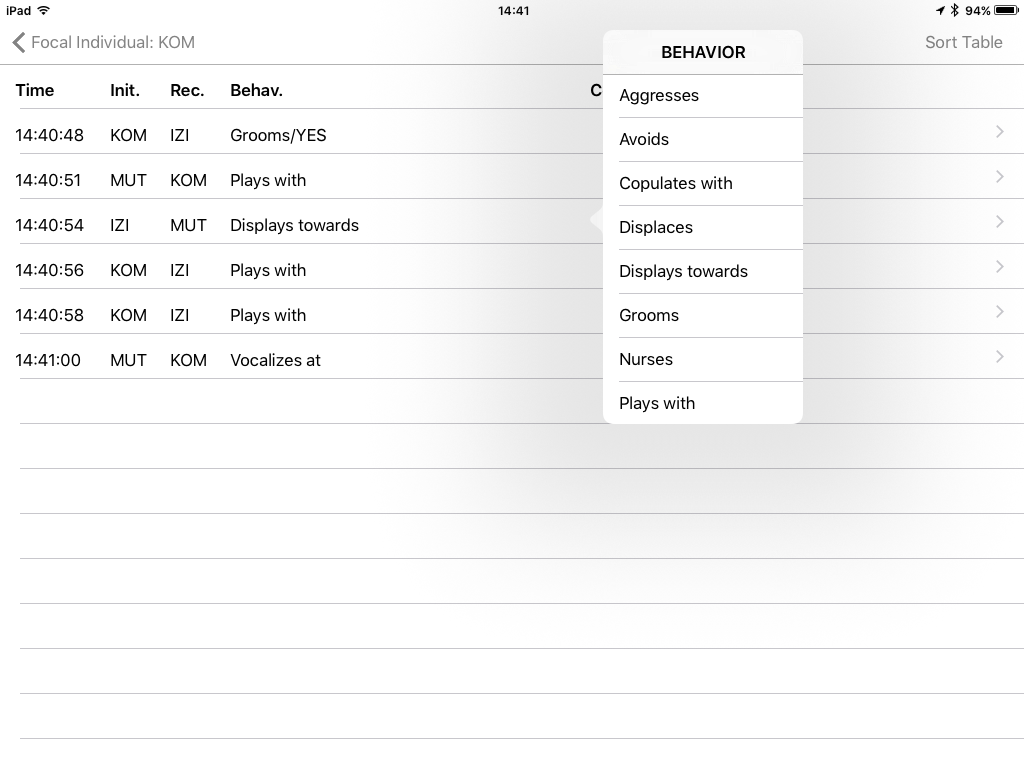 iPad 14:41 94%
Focal Individual: KOM Sort Table
BEHAVIOR
Time Init. Rec. Behav. C
14:40:48 KOM IZI Grooms/YES
14:40:51 MUT KOM Plays with
14:40:54 IZI MUT Displays towards
14:40:56 KOM IZI Plays with
14:40:58 KOM IZI Plays with
14:41:00 MUT KOM Vocalizes at
Aggresses
Avoids
Copulates with
Displaces
Displays towards
Grooms
Nurses
Plays with